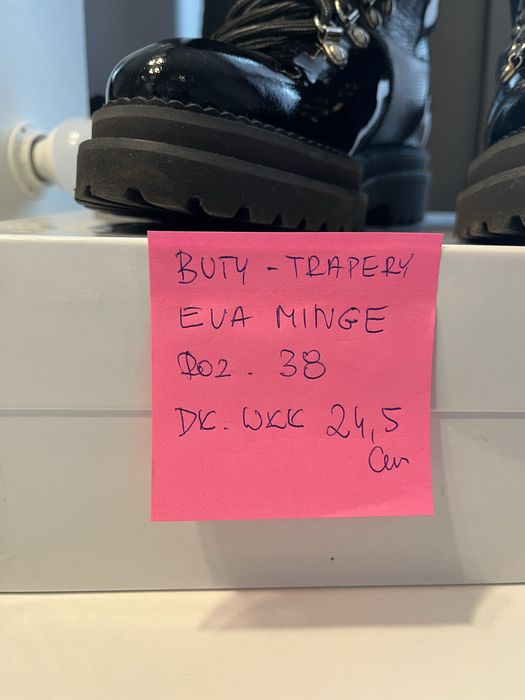 BUTY - TRAPERY
EVA MINGE
Roz. 38
DŁ. WKŁ 24,5
cm